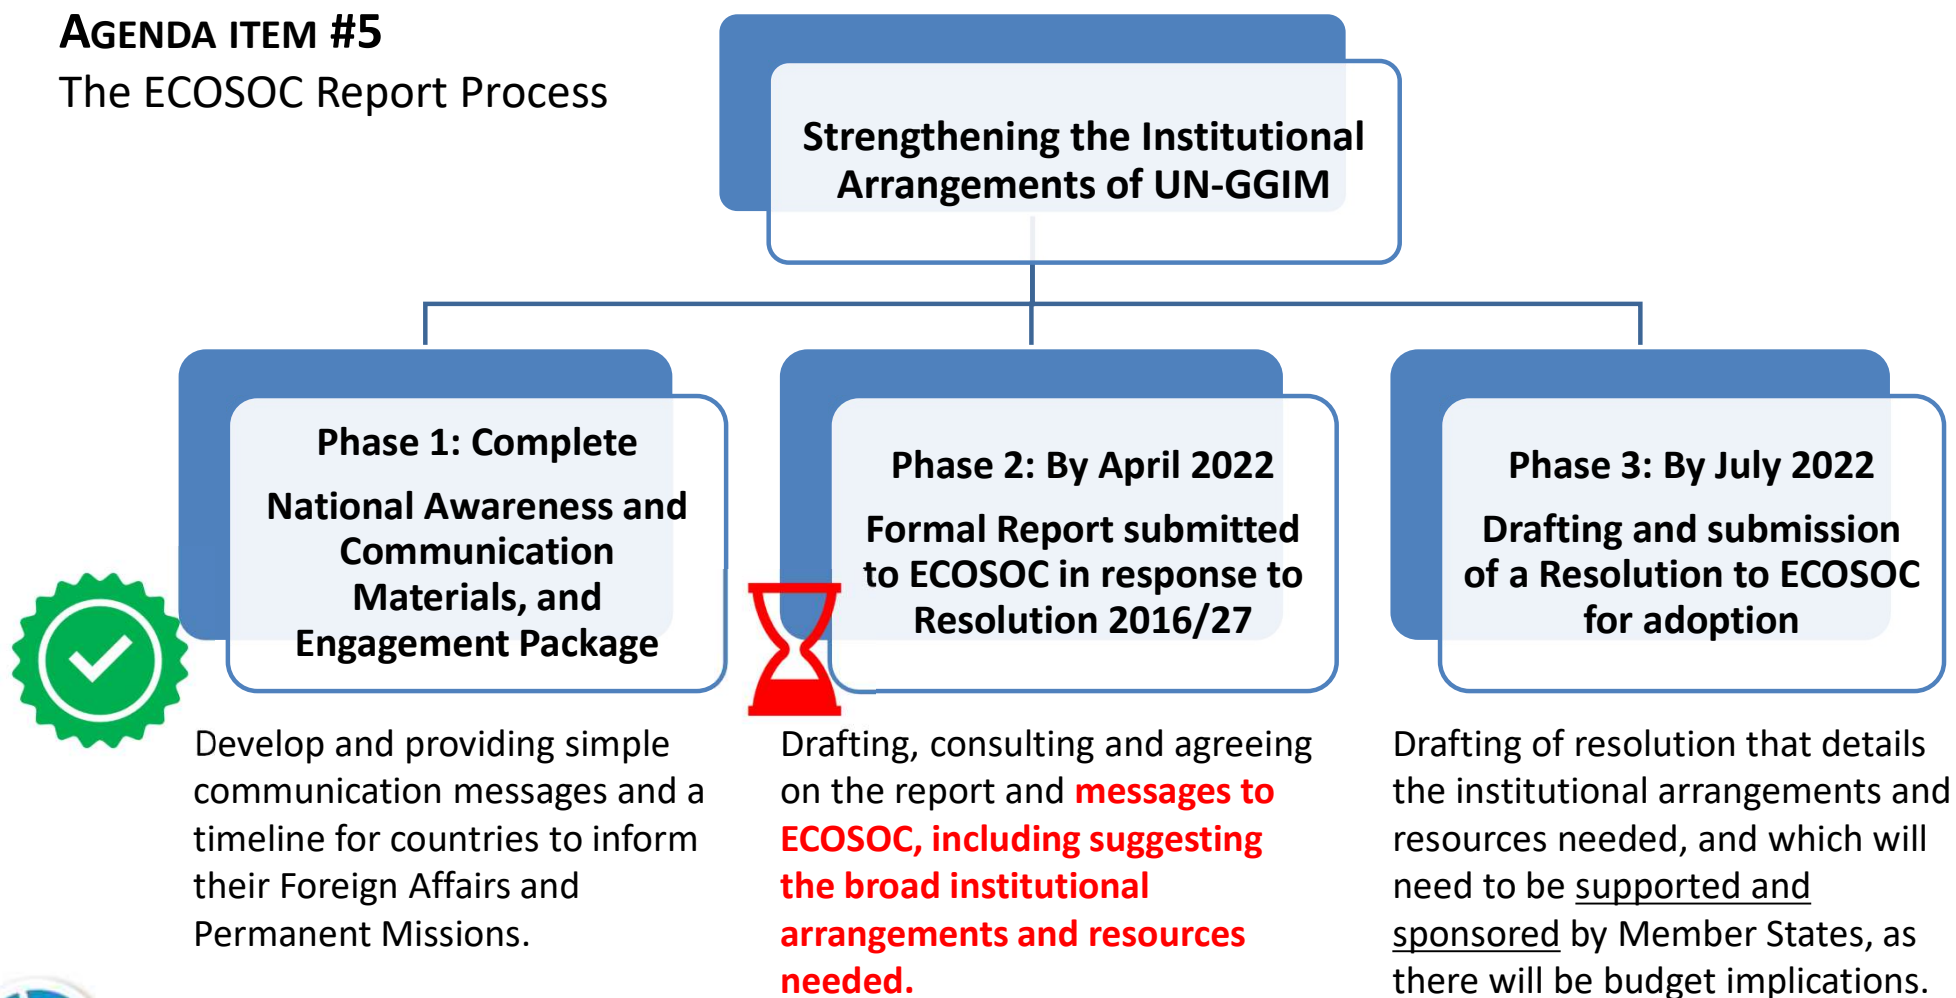 AGENDA ITEM #5
The ECOSOC Report Process
Strengthening the Institutional
Arrangements of UN-GGIM
Phase 1: Complete
National Awareness and
Communication
Materials, and
Engagement Package
Develop and providing simple
communication messages and a
timeline for countries to inform
their Foreign Affairs and
Permanent Missions.
Phase 2: By April 2022
Formal Report submitted
to ECOSOC in response to
Resolution 2016/27
Drafting, consulting and agreeing
on the report and messages to
ECOSOC, including suggesting
the broad institutional
arrangements and resources
needed.
Phase 3: By July 2022
Drafting and submission
of a Resolution to ECOSOC
for adoption
Drafting of resolution that details
the institutional arrangements and
resources needed, and which will
need to be supported and
sponsored by Member States, as
there will be budget implications.